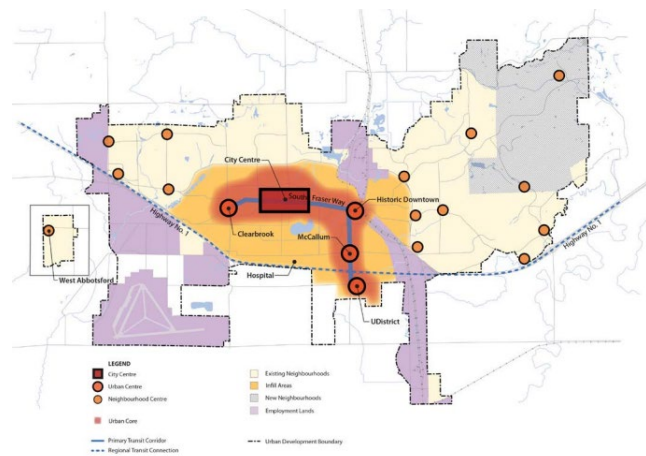 City Centre
South Fraser Way
Historic Downtown
Clearbrook
McCallum
Highway No. 1
Highway No. 1
Hospital
West Abbotsford
UDistrict
LEGEND
City Centre
Urban Centre
Neighbourhood Centre
Urban Core
Primary Transit Corridor
Regional Transit Connection
Existing Neighbourhoods
Infill Areas
New Neighbourhoods
Employment Lands
Urban Development Boundary